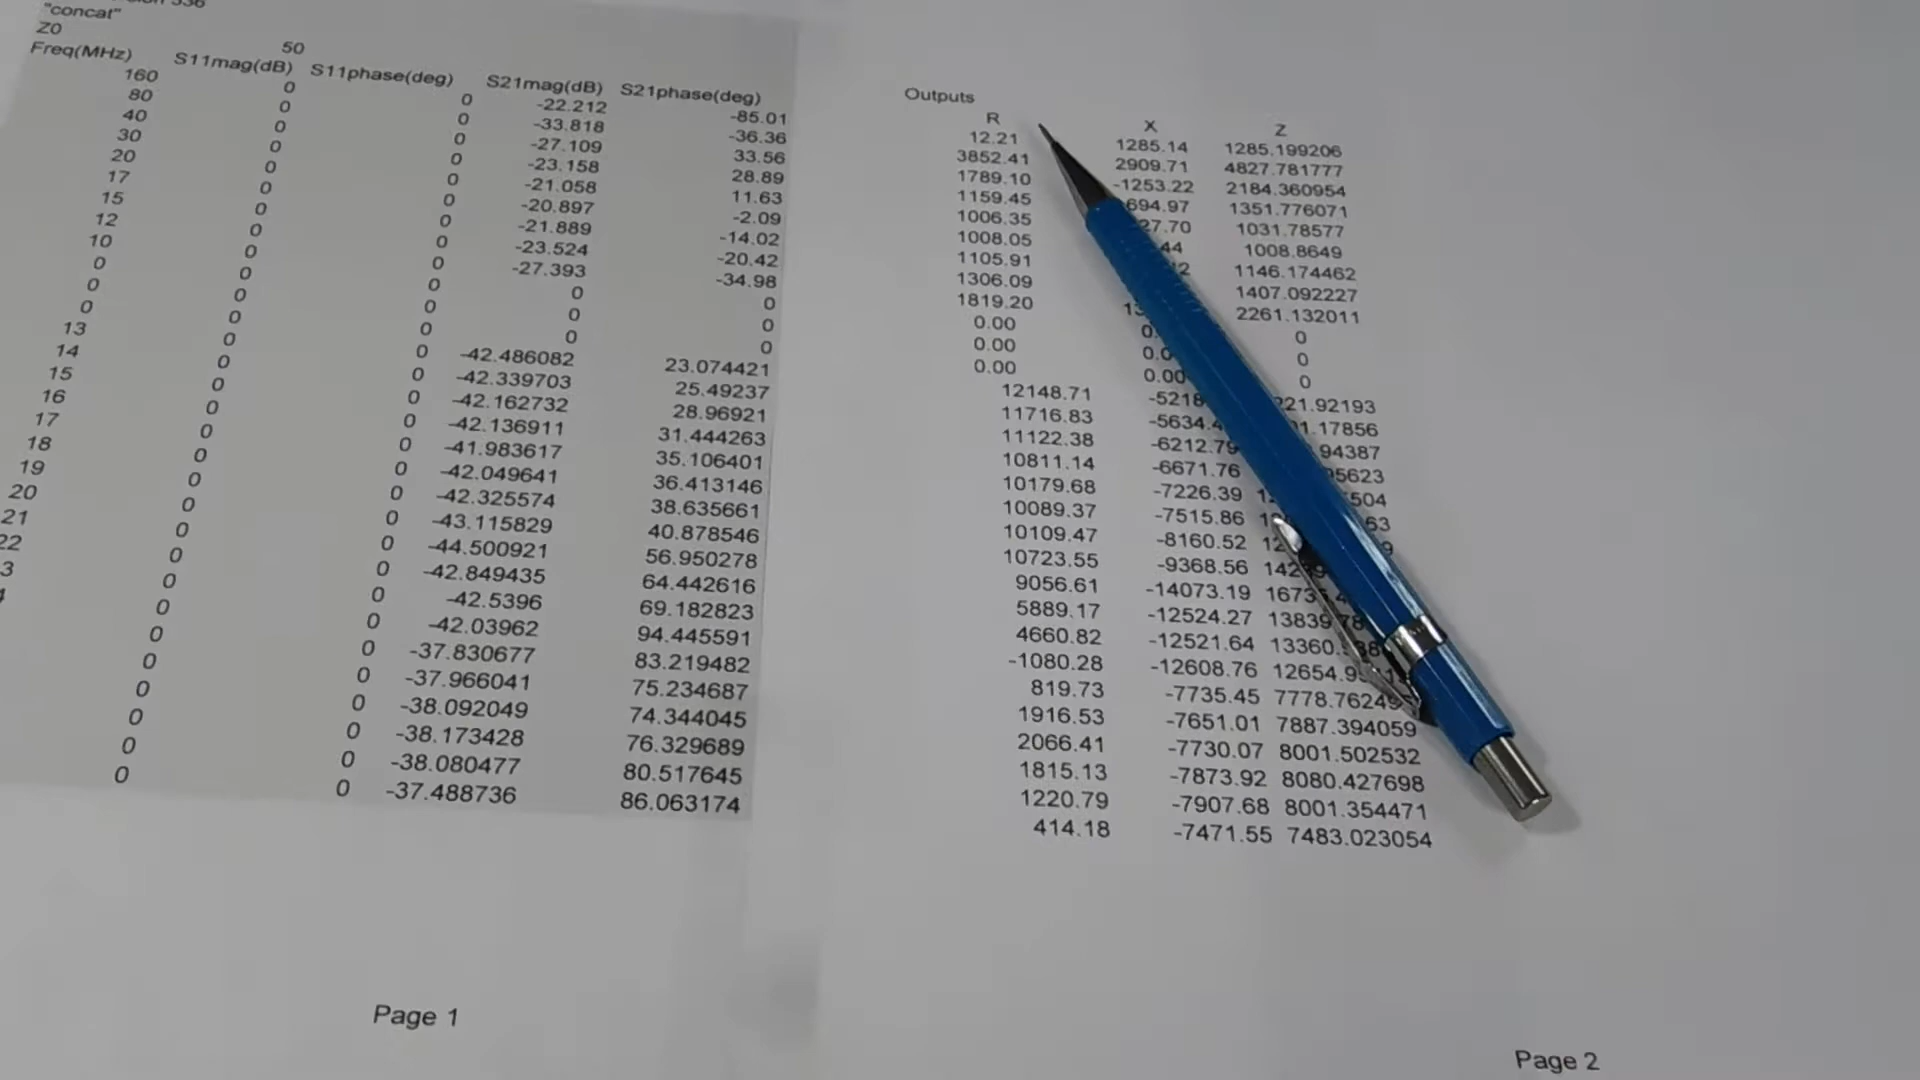 "concat"
Z0 50
Freq(MHz) S11mag(dB) S11phase(deg) S21mag(dB) S21phase(deg)
160 0 0 -22.212 -85.01
80 0 0 -33.818 -36.36
40 0 0 -27.109 33.56
30 0 0 -23.158 28.89
20 0 0 -21.058 11.63
17 0 0 -20.897 -2.09
15 0 0 -21.889 -14.02
12 0 0 -23.524 -20.42
10 0 0 -27.393 -34.98
0 0 0 0 0
0 0 0 0 0
0 0 0 0 0
13 0 0 -42.486082 23.074421
14 0 0 -42.339703 25.49237
15 0 0 -42.162732 28.96921
16 0 0 -42.136911 31.444263
17 0 0 -41.983617 35.106401
18 0 0 -42.049641 36.413146
19 0 0 -42.325574 38.635661
20 0 0 -43.115829 40.878546
21 0 0 -44.500921 56.950278
0 0 -42.849435 64.442616
0 0 -42.5396 69.182823
0 0 -42.03962 94.445591
0 0 -37.830677 83.219482
0 0 -37.966041 75.234687
0 0 -38.092049 74.344045
0 0 -38.173428 76.329689
0 0 -38.080477 80.517645
0 0 -37.488736 86.063174
Page 1
Outputs
R X Z
12.21 1285.14 1285.199206
3852.41 2909.71 4827.781777
1789.10 -1253.22 2184.360954
1159.45 1351.776071
1006.35 1031.78577
1008.05 1008.8649
1105.91 1146.174462
1306.09 1407.092227
1819.20 2261.132011
0.00 0
0.00 0
0.00 0.00 0
12148.71
11716.83
11122.38
10811.14 -6671.76
10179.68 -7226.39
10089.37 -7515.86
10109.47 -8160.52
10723.55 -9368.56
9056.61 -14073.19
5889.17 -12524.27
4660.82 -12521.64
-1080.28 -12608.76
819.73 -7735.45
1916.53 -7651.01 7887.394059
2066.41 -7730.07 8001.502532
1815.13 -7873.92 8080.427698
1220.79 -7907.68 8001.354471
414.18 -7471.55 7483.023054
Page 2